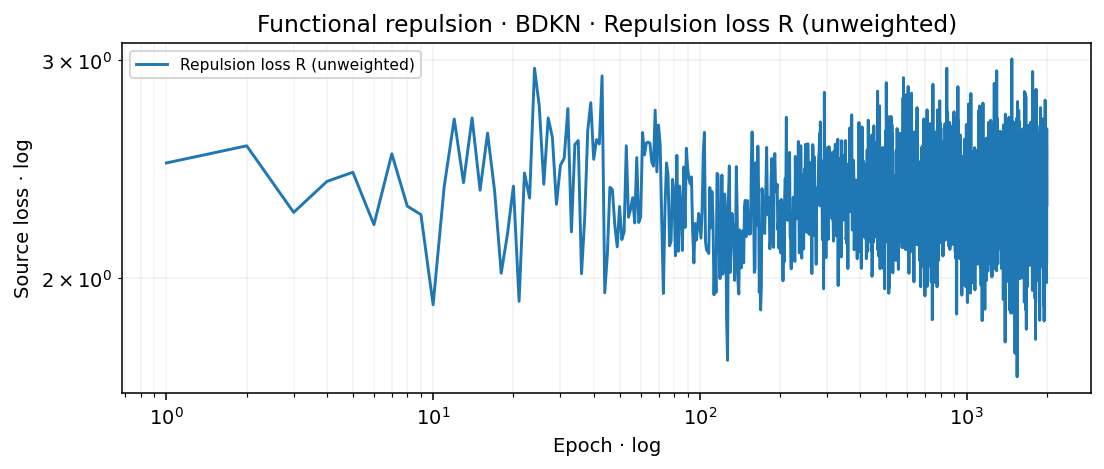 Functional repulsion · BDKN · Repulsion loss R (unweighted)
Repulsion loss R (unweighted)
Source loss · log
3 × 10⁰
2 × 10⁰
10⁰ 10¹ 10² 10³
Epoch · log